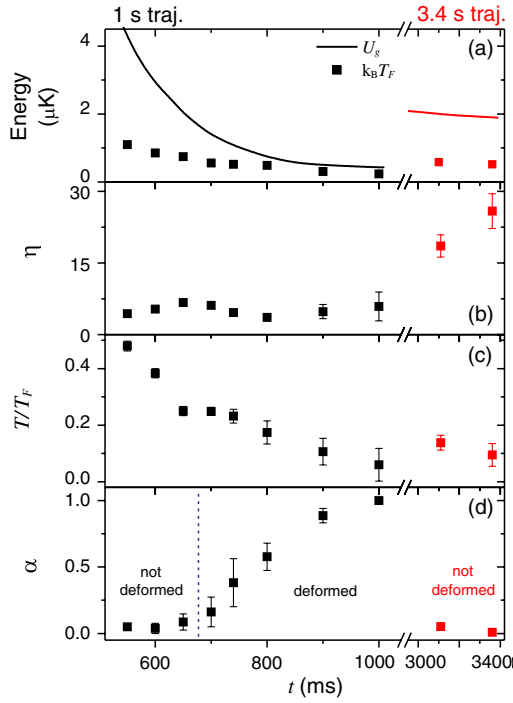 1 s traj.
3.4 s traj.
Energy
(μK)
4
2
0
U_g
k_BT_F
(a)
η
30
15
0
(b)
T/T_F
0.4
0.2
0.0
(c)
α
1.0
0.5
0.0
(d)
not
deformed
deformed
not
deformed
600
800
1000
3000
3400
t (ms)